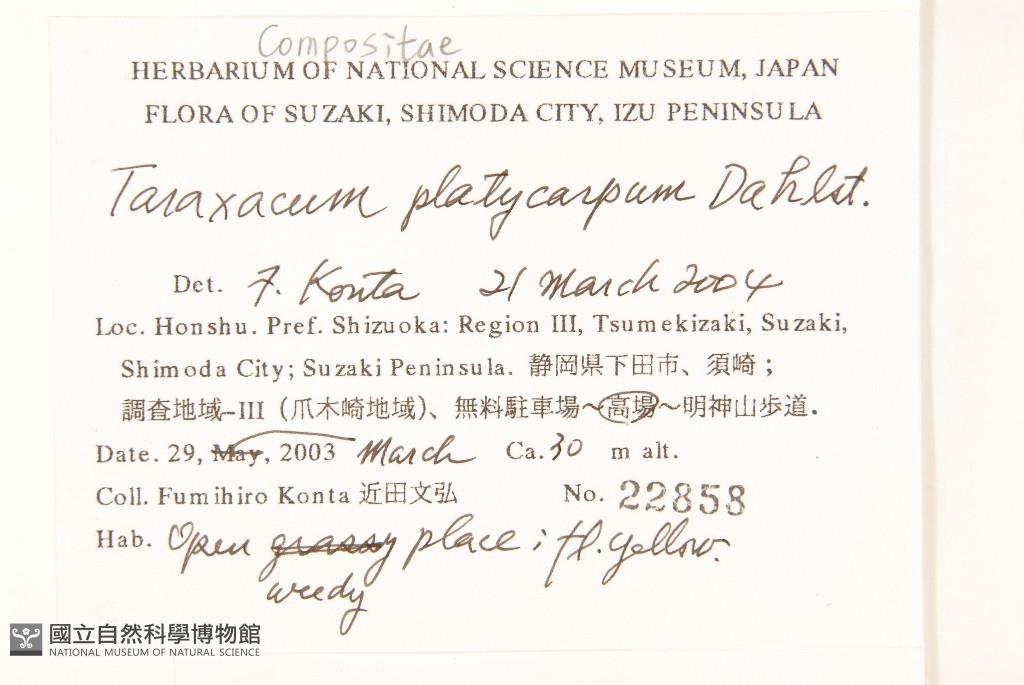 Compositae
HERBARIUM OF NATIONAL SCIENCE MUSEUM, JAPAN
FLORA OF SUZAKI, SHIMODA CITY, IZU PENINSULA
Taraxacum platycarpum Dahlst.
Det. F. Konta 21 March 2004
Loc. Honshu. Pref. Shizuoka: Region III, Tsumekizaki, Suzaki,
Shimoda City; Suzaki Peninsula. 静岡県下田市、須崎;
調査地域-III (爪木崎地域)、無料駐車場~高場~明神山歩道.
Date. 29, May, 2003 March Ca. 30 m alt.
Coll. Fumihiro Konta 近田文弘 No. 22858
Hab. Open grassy place; fl. yellow.
weedy
國立自然科學博物館
NATIONAL MUSEUM OF NATURAL SCIENCE